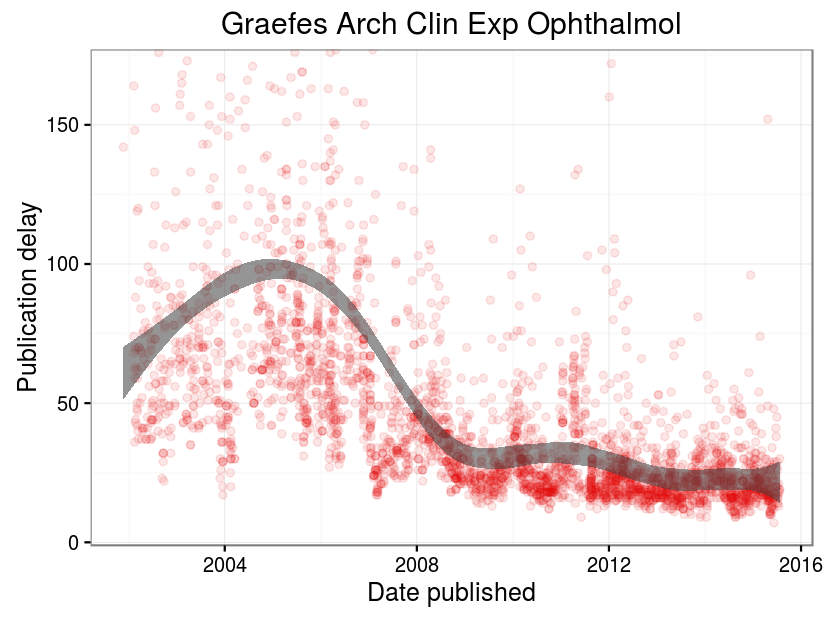 Graefes Arch Clin Exp Ophthalmol
Publication delay
150
100
50
0
2004 2008 2012 2016
Date published